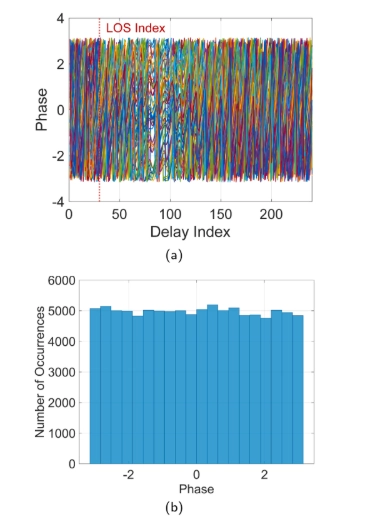 4
LOS Index
2
0
-2
-4
Phase
0 50 100 150 200
Delay Index
(a)
6000
5000
4000
3000
2000
1000
0
Number of Occurrences
-2 0 2
Phase
(b)